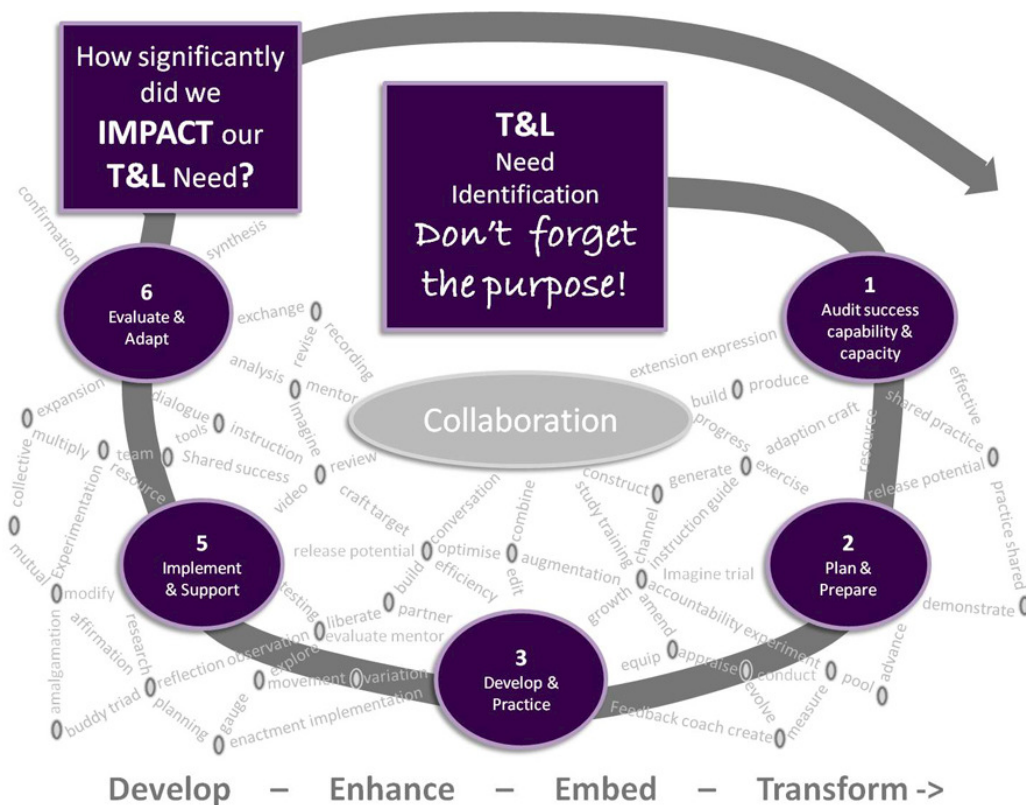 How significantly
did we
IMPACT our
T&L Need?
T&L
Need
Identification
Don't forget
the purpose!
1
Audit success
capability &
capacity
2
Plan &
Prepare
3
Develop &
Practice
5
Implement
& Support
6
Evaluate &
Adapt
Collaboration
confirmation
synthesis
exchange
revise
recording
analysis
mentor
Imagine
review
expansion
dialogue
tools
instruction
multiply
team
Shared success
resource
video
craft target
collective
Experimentation
mutual
modify
release potential
conversation
optimise
combine
augmentation
edit
efficiency
build
partner
liberate
testing
evaluate mentor
explore
reflection observation
movement
variation
gauge
enactment implementation
planning
research
affirmation
amalgamation
buddy triad
extension expression
build
produce
progress
adaption craft
resource
effective
shared practice
release potential
practice shared
demonstrate
exercise
generate
construct
channel
instruction guide
study training
Imagine trial
growth
amend
accountability experiment
equip
appraise
conduct
evolve
measure
pool
advance
Feedback coach create
Develop – Enhance – Embed – Transform ->